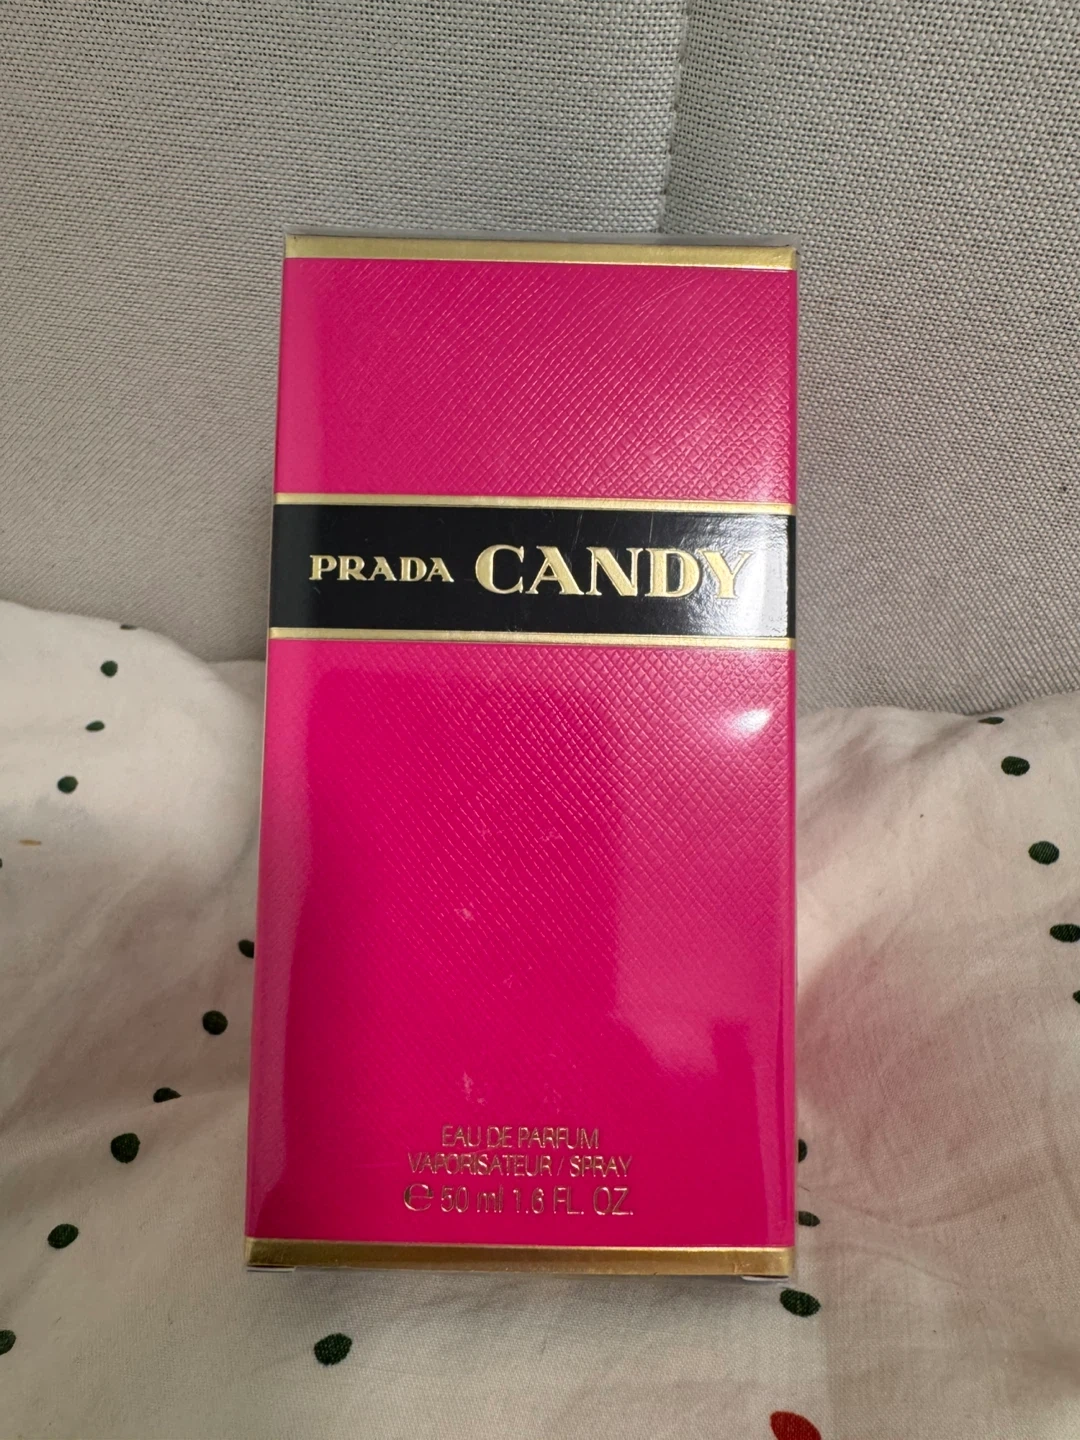 PRADA CANDY
EAU DE PARFUM
VAPORISATEUR / SPRAY
℮ 50 ml 1.6 FL. OZ.